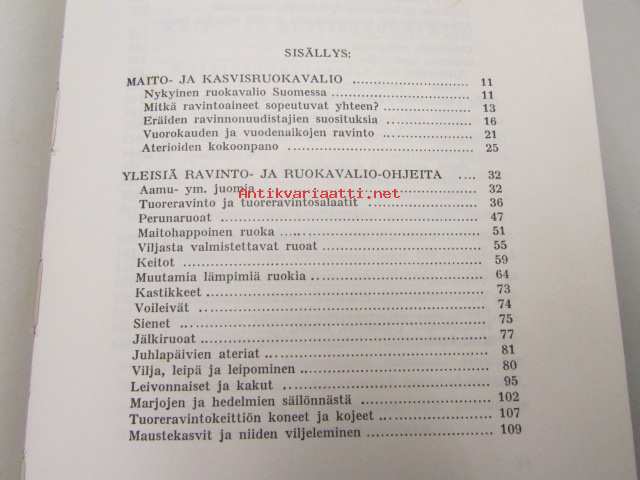 SISÄLLYS:
MAITO- JA KASVISRUOKAVALIO ........................ 11
Nykyinen ruokavalio Suomessa ........................ 11
Mitkä ravintoaineet sopeutuvat yhteen? ........................ 13
Eräiden ravinnonuudistajien suosituksia ........................ 16
Vuorokauden ja vuodenaikojen ravinto ........................ 21
Aterioiden kokoonpano ........................ 25
YLEISIÄ RAVINTO- JA RUOKAVALIO-OHJEITA .... 32
Aamu- ym. juomia ........................ 32
Antikvariaatti.net
Tuoreravinto ja tuoreravintosalaatit ........................ 36
Perunaruoat ........................ 47
Maitohappoinen ruoka ........................ 51
Viljasta valmistettavat ruoat ........................ 55
Keitot ........................ 59
Muutamia lämpimiä ruokia ........................ 64
Kastikkeet ........................ 73
Voileivät ........................ 74
Sienet ........................ 75
Jälkiruoat ........................ 77
Juhlapäivien ateriat ........................ 81
Vilja, leipä ja leipominen ........................ 80
Leivonnaiset ja kakut ........................ 95
Marjojen ja hedelmien säilönnästä ........................ 102
Tuoreravintokeittiön koneet ja kojeet ........................ 107
Maustekasvit ja niiden viljeleminen ........................ 109